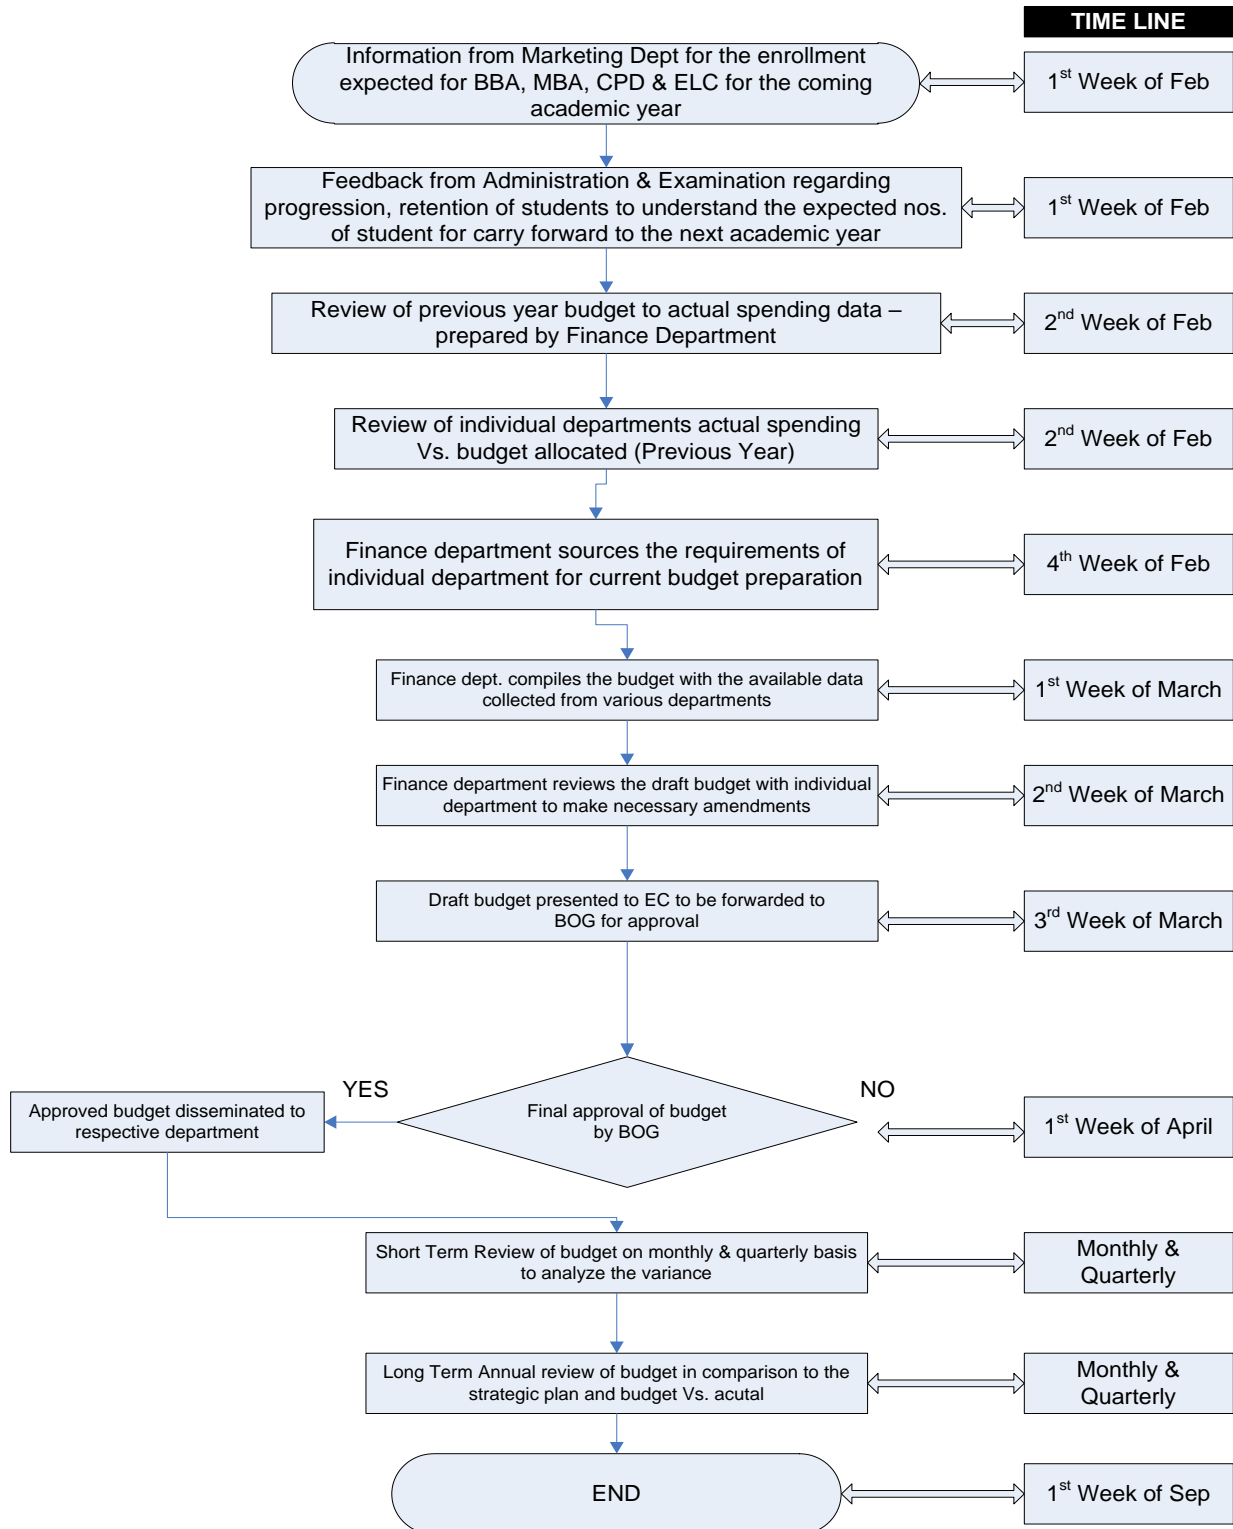 TIME LINE
Information from Marketing Dept for the enrollment
expected for BBA, MBA, CPD & ELC for the coming
academic year
1st Week of Feb
Feedback from Administration & Examination regarding
progression, retention of students to understand the expected nos.
of student for carry forward to the next academic year
1st Week of Feb
Review of previous year budget to actual spending data –
prepared by Finance Department
2nd Week of Feb
Review of individual departments actual spending
Vs. budget allocated (Previous Year)
2nd Week of Feb
Finance department sources the requirements of
individual department for current budget preparation
4th Week of Feb
Finance dept. compiles the budget with the available data
collected from various departments
1st Week of March
Finance department reviews the draft budget with individual
department to make necessary amendments
2nd Week of March
Draft budget presented to EC to be forwarded to
BOG for approval
3rd Week of March
YES
NO
Approved budget disseminated to
respective department
Final approval of budget
by BOG
1st Week of April
Short Term Review of budget on monthly & quarterly basis
to analyze the variance
Monthly &
Quarterly
Long Term Annual review of budget in comparison to the
strategic plan and budget Vs. acutal
Monthly &
Quarterly
END
1st Week of Sep